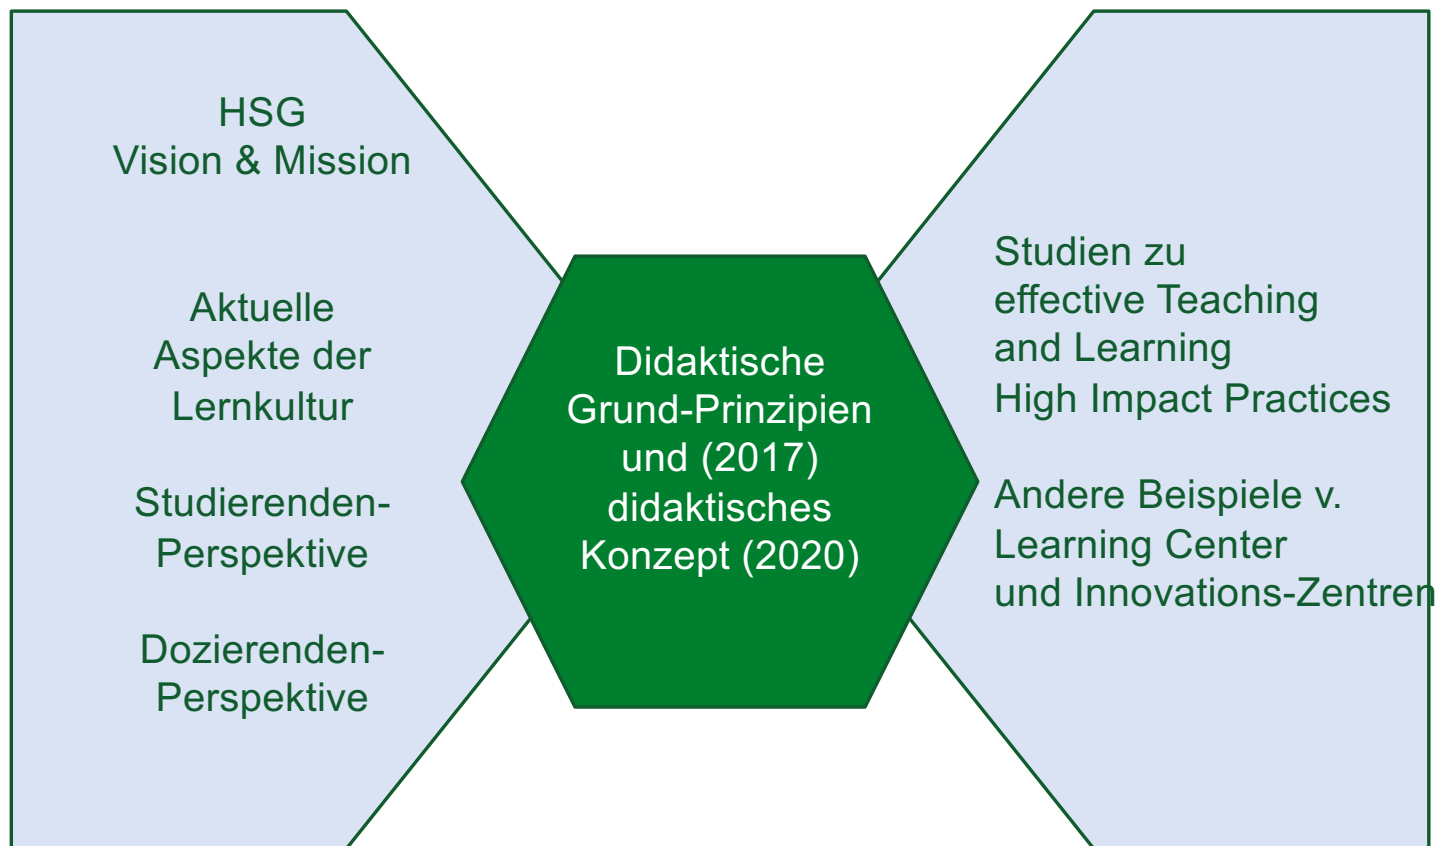 HSG
Vision & Mission
Aktuelle
Aspekte der
Lernkultur
Studierenden-
Perspektive
Dozierenden-
Perspektive
Didaktische
Grund-Prinzipien
und (2017)
didaktisches
Konzept (2020)
Studien zu
effective Teaching
and Learning
High Impact Practices
Andere Beispiele v.
Learning Center
und Innovations-Zentren